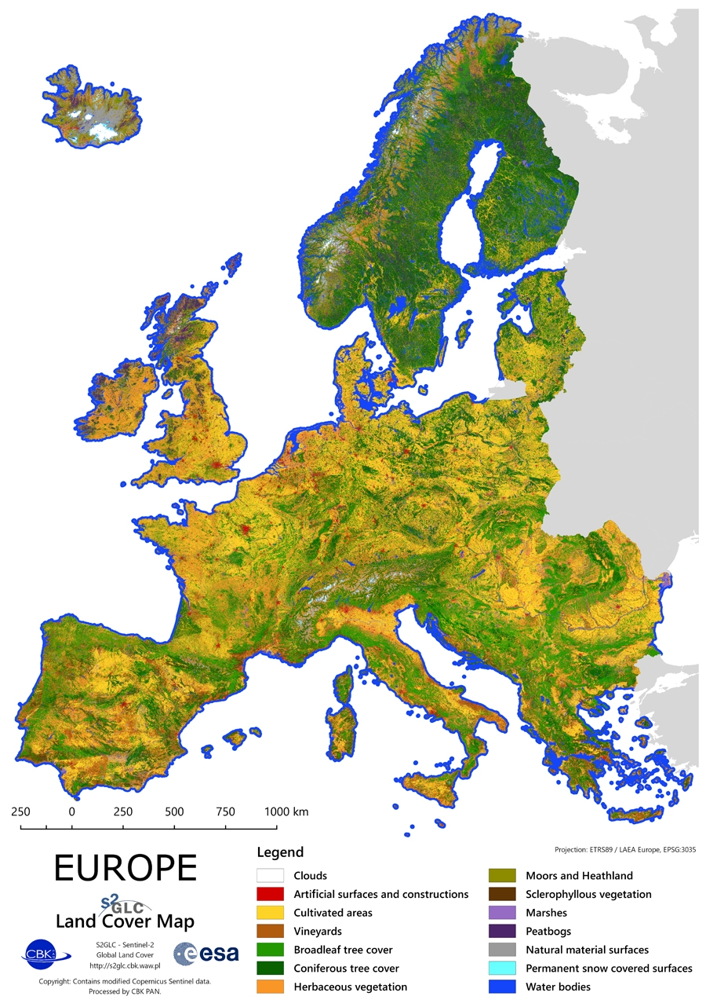 250 0 250 500 750 1000 km
Projection: ETRS89 / LAEA Europe, EPSG:3035
EUROPE
S2
GLC
Land Cover Map
CBK
S2GLC - Sentinel-2
Global Land Cover
http://s2glc.cbk.waw.pl
esa
Copyright: Contains modified Copernicus Sentinel data.
Processed by CBK PAN.
Legend
Clouds
Artificial surfaces and constructions
Cultivated areas
Vineyards
Broadleaf tree cover
Coniferous tree cover
Herbaceous vegetation
Moors and Heathland
Sclerophyllous vegetation
Marshes
Peatbogs
Natural material surfaces
Permanent snow covered surfaces
Water bodies